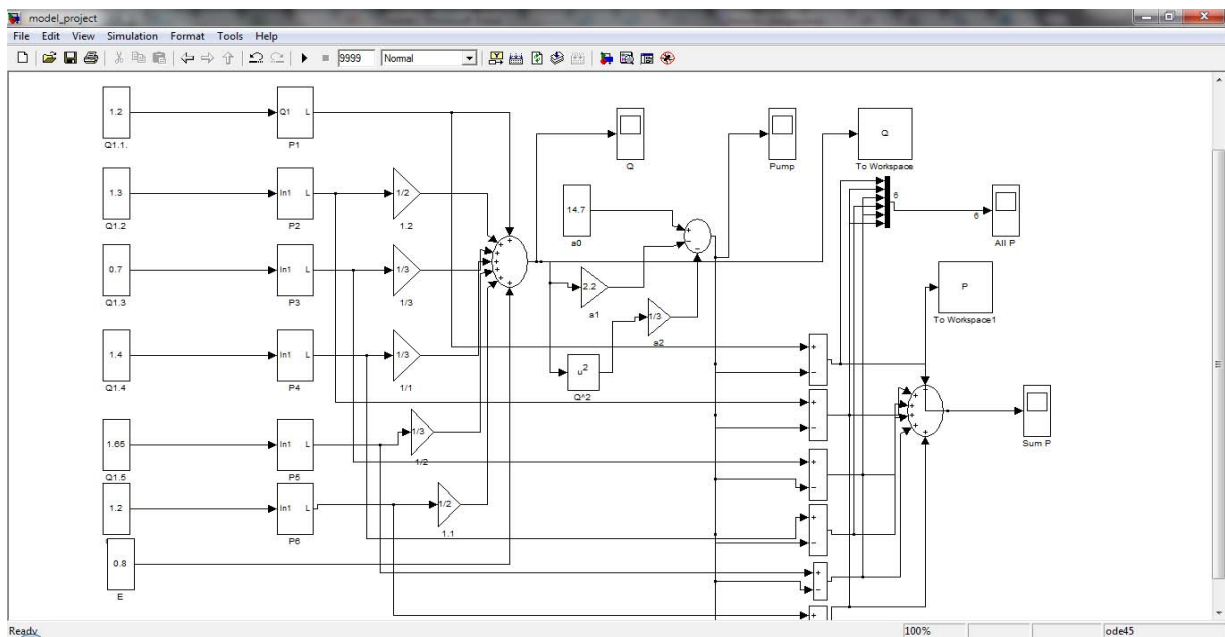 model_project
File Edit View Simulation Format Tools Help
9999 Normal
1.2
Q1.1.
Q1 L
P1
1.3
Q1.2
In1 L
P2
1/2
1.2
0.7
Q1.3
In1 L
P3
1/3
1/3
1.4
Q1.4
In1 L
P4
1/3
1/1
1.65
Q1.5
In1 L
P5
1/3
1/2
1.2
In1 L
P6
1/2
1.1
0.8
E
Q
14.7
a0
2.2
a1
1/3
a2
u²
Q^2
Pump
Q
To Workspace
6
6
All P
P
To Workspace1
Sum P
Ready
100%
ode45